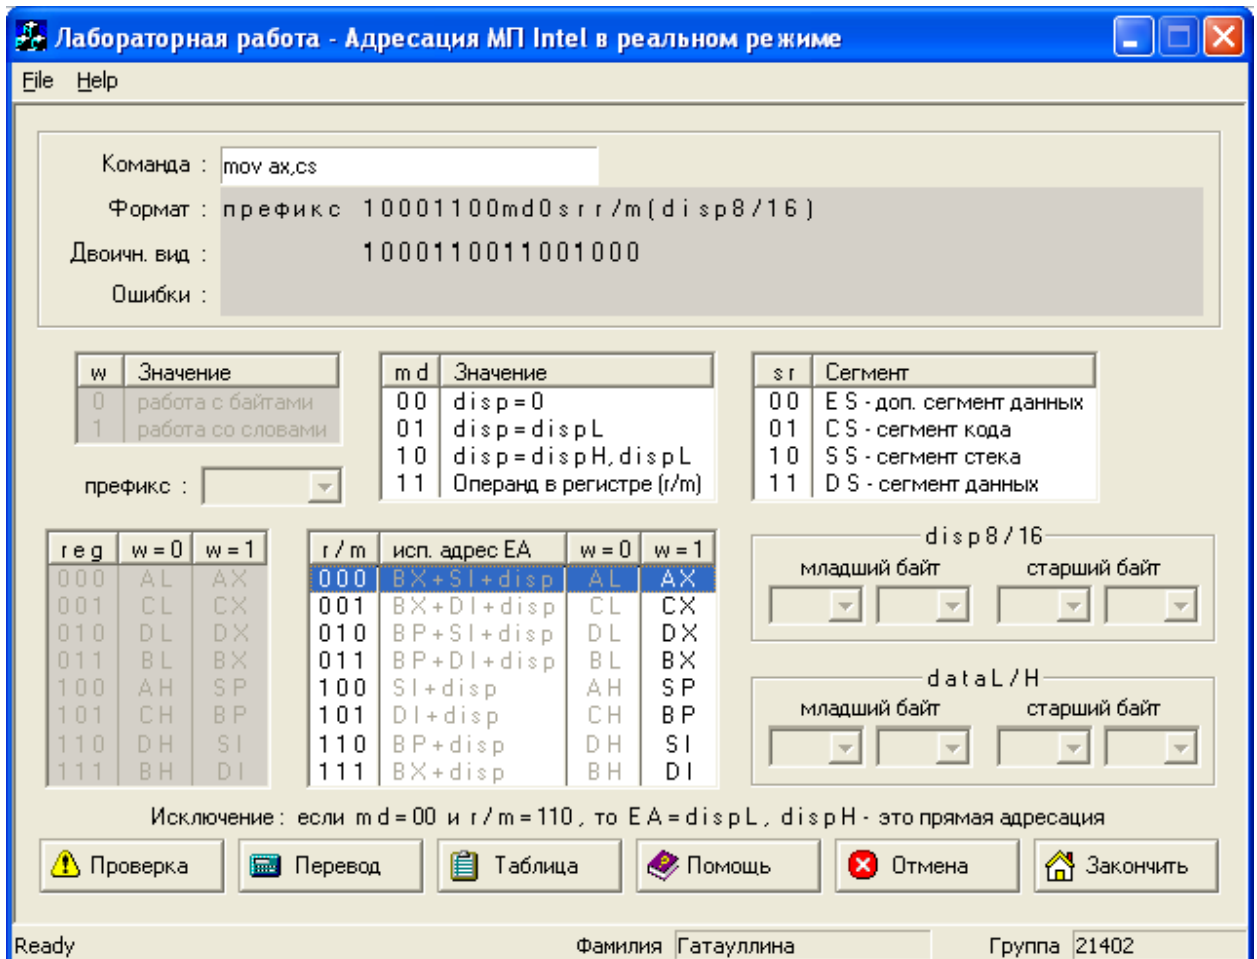 Лабораторная работа - Адресация МП Intel в реальном режиме
File Help
Команда : mov ax,cs
Формат : префикс 10001100md0srr/m(disp8/16)
Двоичн. вид : 1000110011001000
Ошибки :
w Значение
0 работа с байтами
1 работа со словами
префикс :
md Значение
00 disp=0
01 disp=dispL
10 disp=dispH,dispL
11 Операнд в регистре (r/m)
sr Сегмент
00 ES - доп. сегмент данных
01 CS - сегмент кода
10 SS - сегмент стека
11 DS - сегмент данных
reg w=0 w=1
000 AL AX
001 CL CX
010 DL DX
011 BL BX
100 AH SP
101 CH BP
110 DH SI
111 BH DI
r/m исп. адрес EA w=0 w=1
000 BX+SI+disp AL AX
001 BX+DI+disp CL CX
010 BP+SI+disp DL DX
011 BP+DI+disp BL BX
100 SI+disp AH SP
101 DI+disp CH BP
110 BP+disp DH SI
111 BX+disp BH DI
disp8/16
младший байт старший байт
dataL/H
младший байт старший байт
Исключение : если md=00 и r/m=110, то EA=dispL, dispH - это прямая адресация
Проверка Перевод Таблица Помощь Отмена Закончить
Ready Фамилия Гатауллина Группа 21402